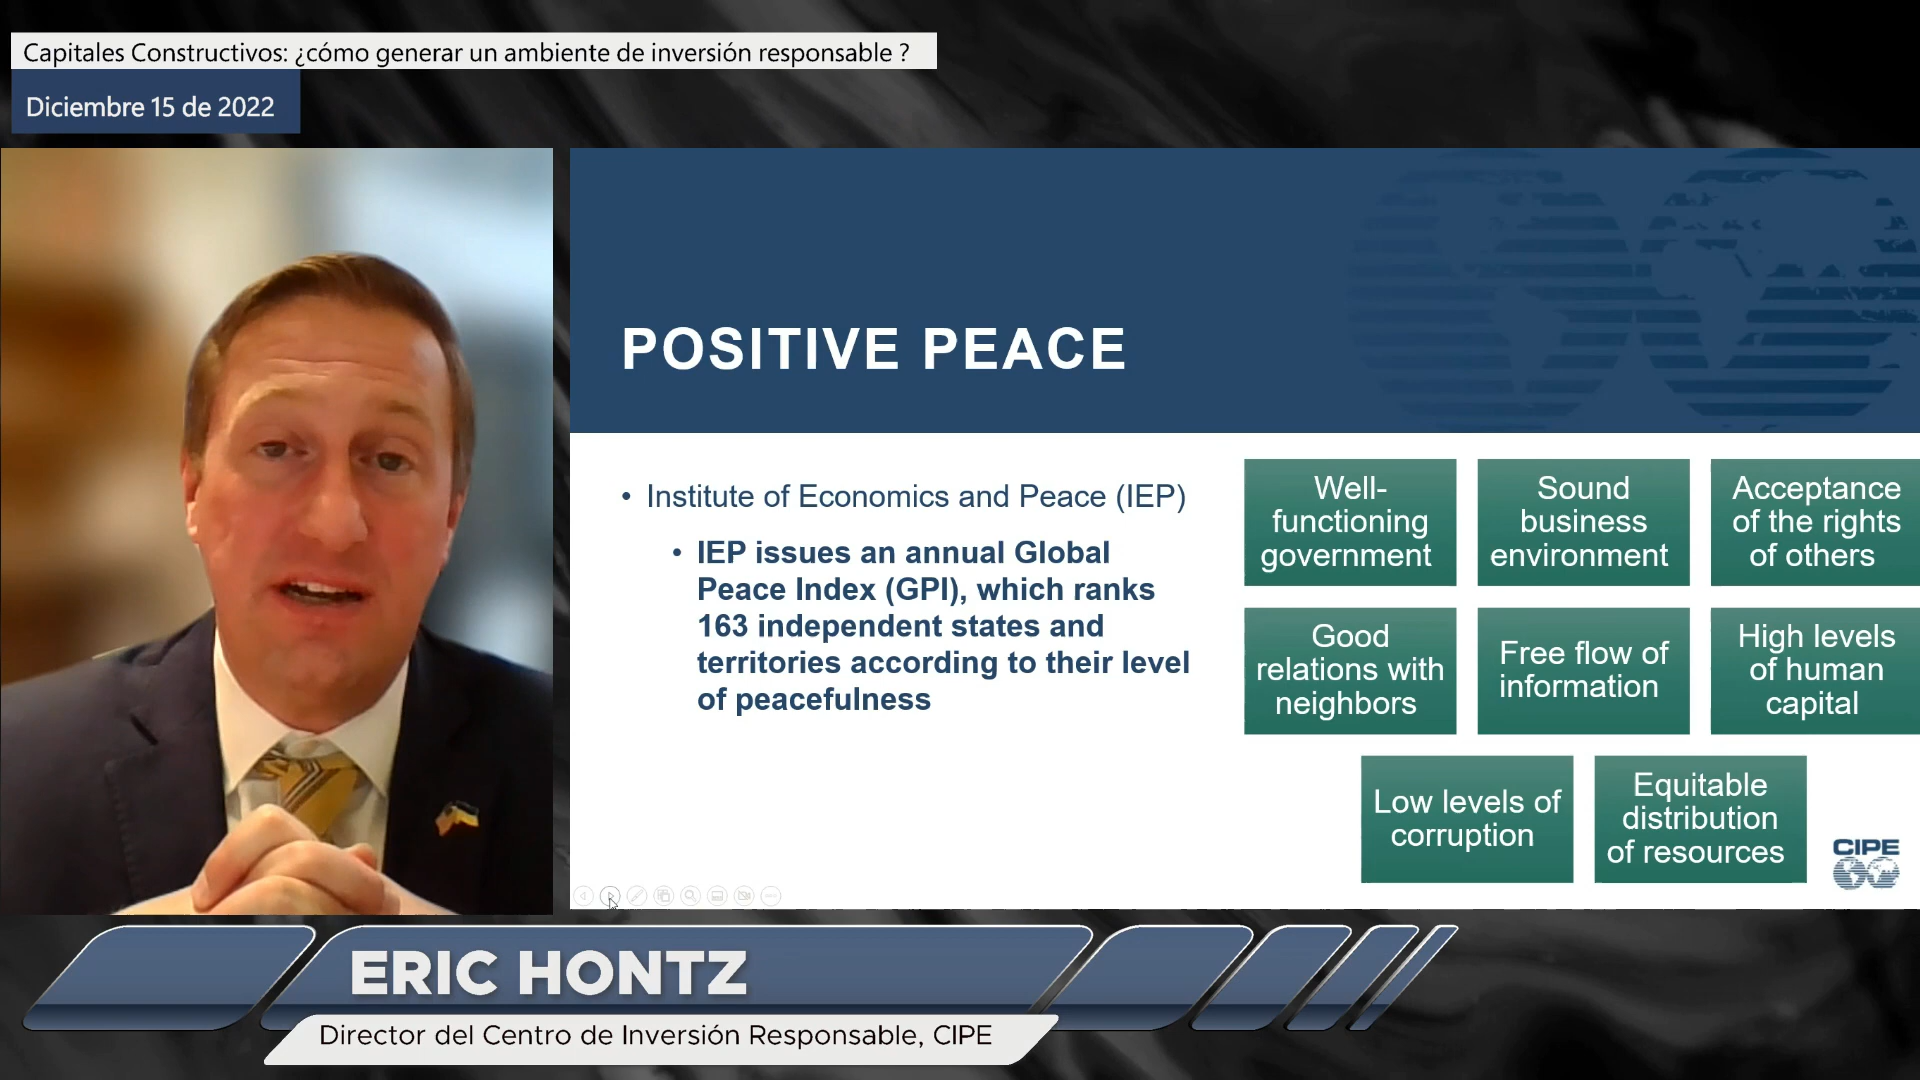 Capitales Constructivos: ¿cómo generar un ambiente de inversión responsable ?
Diciembre 15 de 2022
POSITIVE PEACE
• Institute of Economics and Peace (IEP)
• IEP issues an annual Global
Peace Index (GPI), which ranks
163 independent states and
territories according to their level
of peacefulness
Well-
functioning
government
Sound
business
environment
Acceptance
of the rights
of others
Good
relations with
neighbors
Free flow of
information
High levels
of human
capital
Low levels of
corruption
Equitable
distribution
of resources
CIPE
ERIC HONTZ
Director del Centro de Inversión Responsable, CIPE